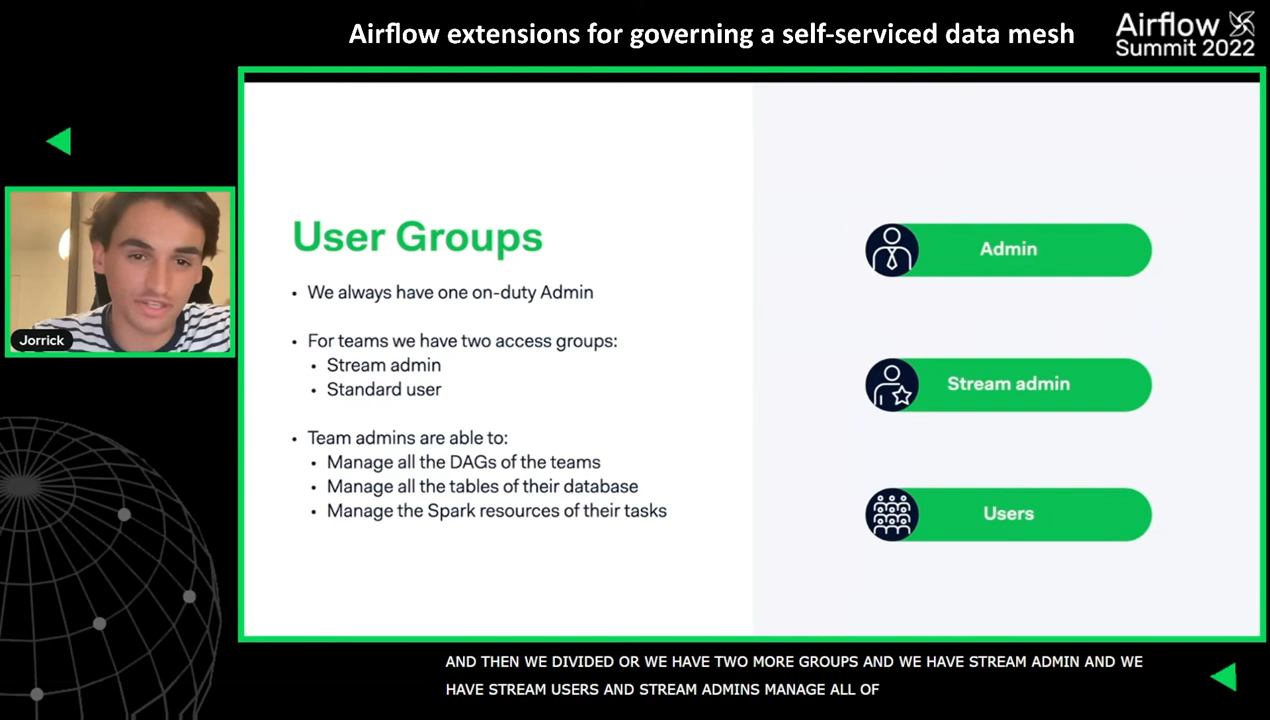 Airflow extensions for governing a self-serviced data mesh
Airflow
Summit 2022
Jorrick
User Groups
• We always have one on-duty Admin
• For teams we have two access groups:
• Stream admin
• Standard user
• Team admins are able to:
• Manage all the DAGs of the teams
• Manage all the tables of their database
• Manage the Spark resources of their tasks
Admin
Stream admin
Users
AND THEN WE DIVIDED OR WE HAVE TWO MORE GROUPS AND WE HAVE STREAM ADMIN AND WE
HAVE STREAM USERS AND STREAM ADMINS MANAGE ALL OF